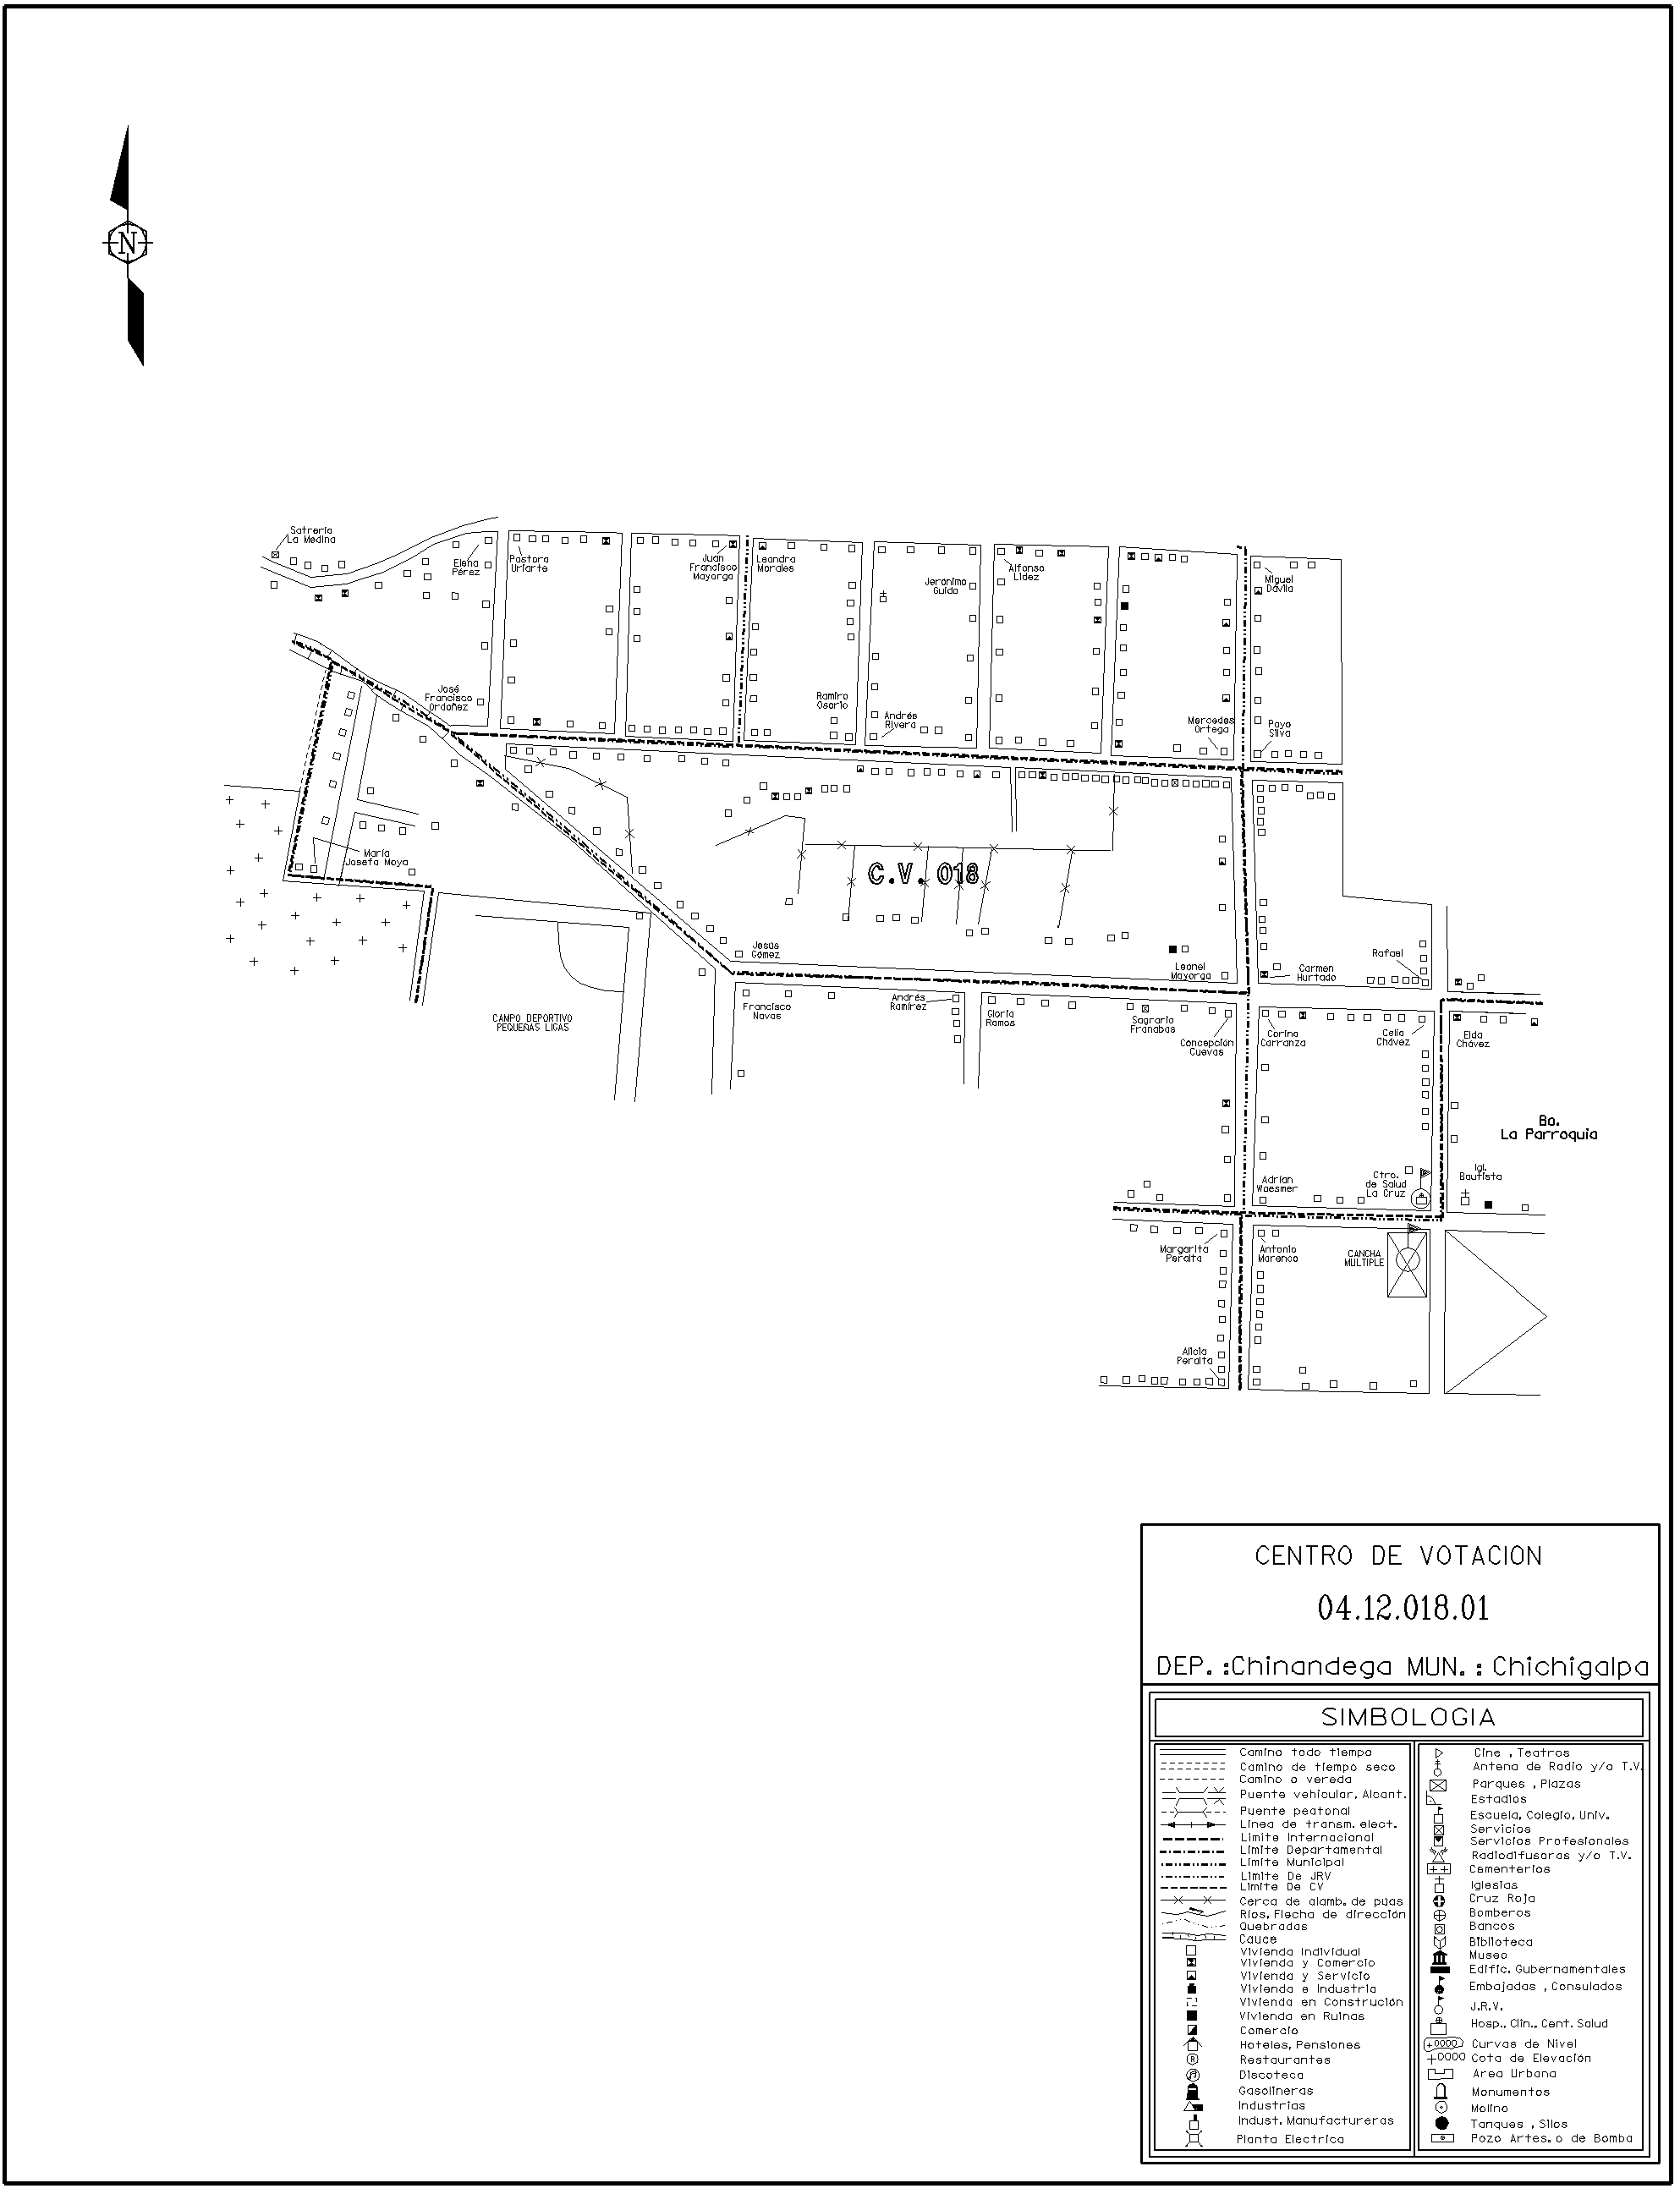 N
Satrería
La Medina
Elena
Pérez
Pastora
Uriarte
Juan
Francisco
Mayorga
Leandra
Morales
Jerónimo
Guido
Alfonso
Lidez
Miguel
Dávila
José
Francisco
Ordoñez
Ramiro
Osorio
Andrés
Rivera
Mercedes
Ortega
Payo
Silva
María
Josefa Moya
C.V. 018
Jesús
Gómez
Leonel
Mayorga
Carmen
Hurtado
Rafael
CAMPO DEPORTIVO
PEQUEÑAS LIGAS
Francisco
Navas
Andrés
Ramírez
Gloria
Ramos
Sagrario
Franabas
Concepción
Cuevas
Corina
Carranza
Celia
Chávez
Elda
Chávez
Bo.
La Parroquia
Adrian
Waesmer
Ctro.
de Salud
La Cruz
Igl.
Bautista
Margarita
Peralta
Antonio
Marenco
CANCHA
MULTIPLE
Alicia
Peralta
CENTRO DE VOTACION
04.12.018.01
DEP. :Chinandega MUN. : Chichigalpa
SIMBOLOGIA
Camino todo tiempo
Camino de tiempo seco
Camino o vereda
Puente vehicular, Alcant.
Puente peatonal
Línea de transm. elect.
Límite Internacional
Límite Departamental
Límite Municipal
Límite De JRV
Límite De CV
Cerca de alamb. de púas
Ríos, Flecha de dirección
Quebradas
Cauce
Vivienda Individual
Vivienda y Comercio
Vivienda y Servicio
Vivienda e Industria
Vivienda en Construción
Vivienda en Ruinas
Comercio
Hoteles, Pensiones
R
Restaurantes
Discoteca
Gasolineras
Industrias
Indust. Manufactureras
Planta Electrica
Cine , Teatros
Antena de Radio y/o T.V.
Parques , Plazas
Estadios
Escuela, Colegio, Univ.
Servicios
Servicios Profesionales
Radiodifusoras y/o T.V.
Cementerios
Iglesias
Cruz Roja
Bomberos
Bancos
Biblioteca
Museo
Edific. Gubernamentales
Embajadas , Consulados
J.R.V.
Hosp., Clin., Cent. Salud
+0000 Curvas de Nivel
+0000 Cota de Elevación
Area Urbana
Monumentos
Molino
Tanques , Silos
Pozo Artes. o de Bomba